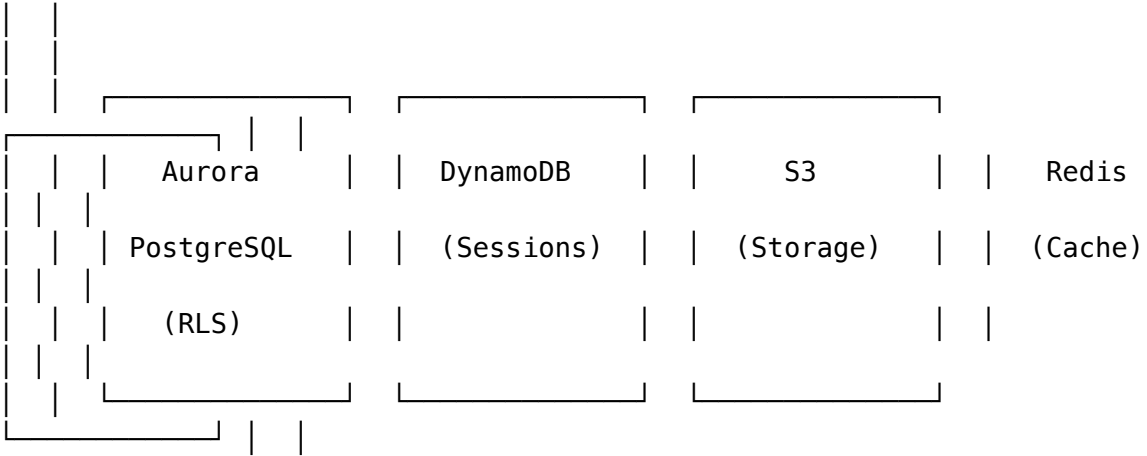 Aurora DynamoDB S3 Redis
PostgreSQL (Sessions) (Storage) (Cache)
(RLS)